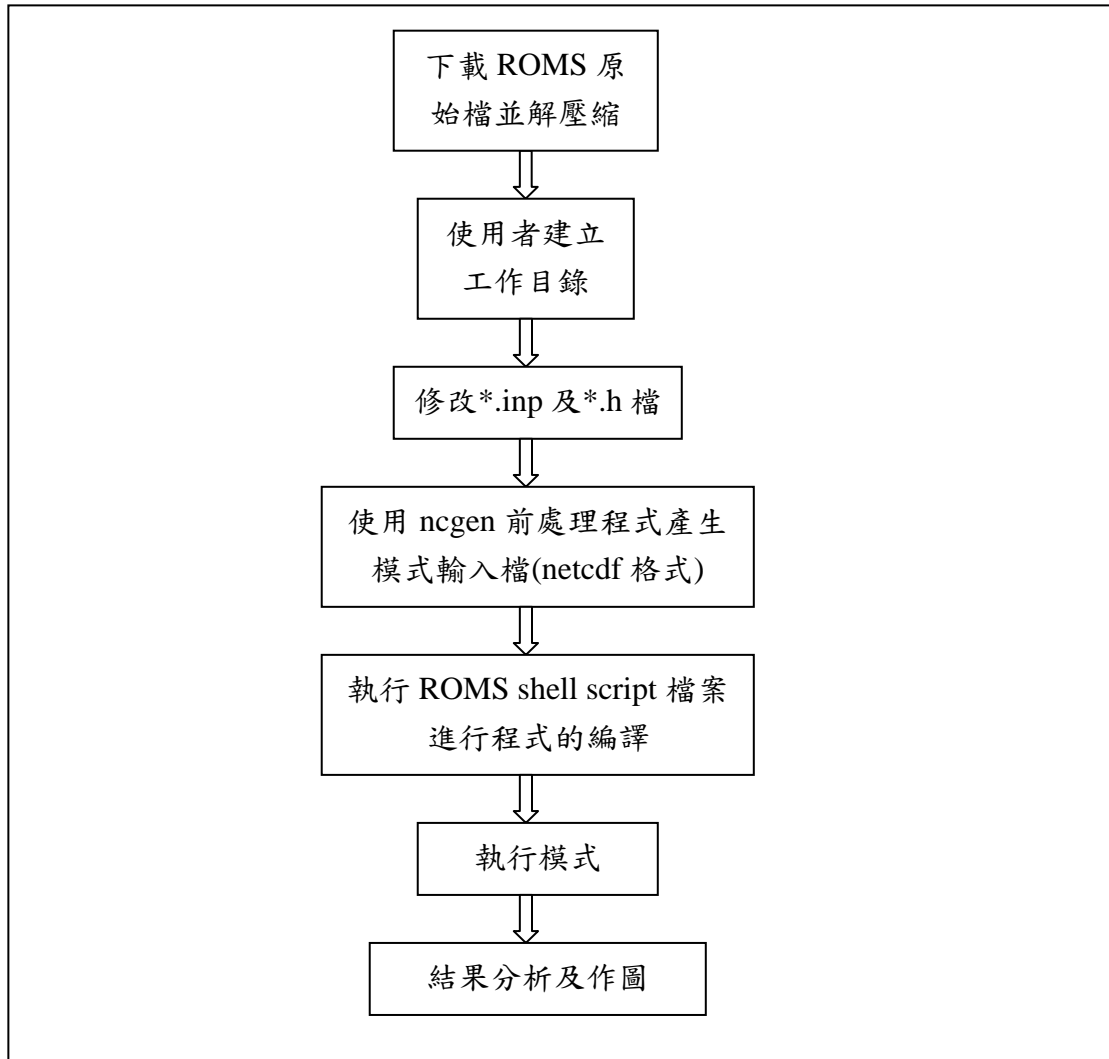 下載 ROMS 原
始檔並解壓縮
使用者建立
工作目錄
修改*.inp 及*.h 檔
使用 ncgen 前處理程式產生
模式輸入檔(netcdf 格式)
執行 ROMS shell script 檔案
進行程式的編譯
執行模式
結果分析及作圖